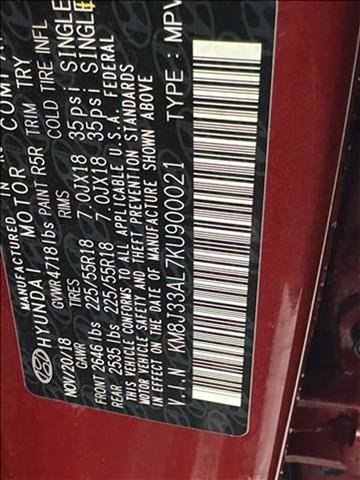 MANUFACTURED IN
HYUNDAI MOTOR COMPA
GVWR 4718 lbs PAINT R5R TRIM TRY
TIRES RIMS COLD TIRE INFL
NOV/20/18 GAWR
FRONT 2646 lbs 225/55R18 7.0JX18 35psi SINGLE
REAR 2535 lbs 225/55R18 7.0JX18 35psi SINGLE
THIS VEHICLE CONFORMS TO ALL APPLICABLE U.S.A. FEDERAL
MOTOR VEHICLE SAFETY, BUMPER, AND THEFT PREVENTION
STANDARDS IN EFFECT ON THE DATE OF MANUFACTURE SHOWN ABOVE
V.I.N KM8J33AL7KU900021 TYPE : MPV